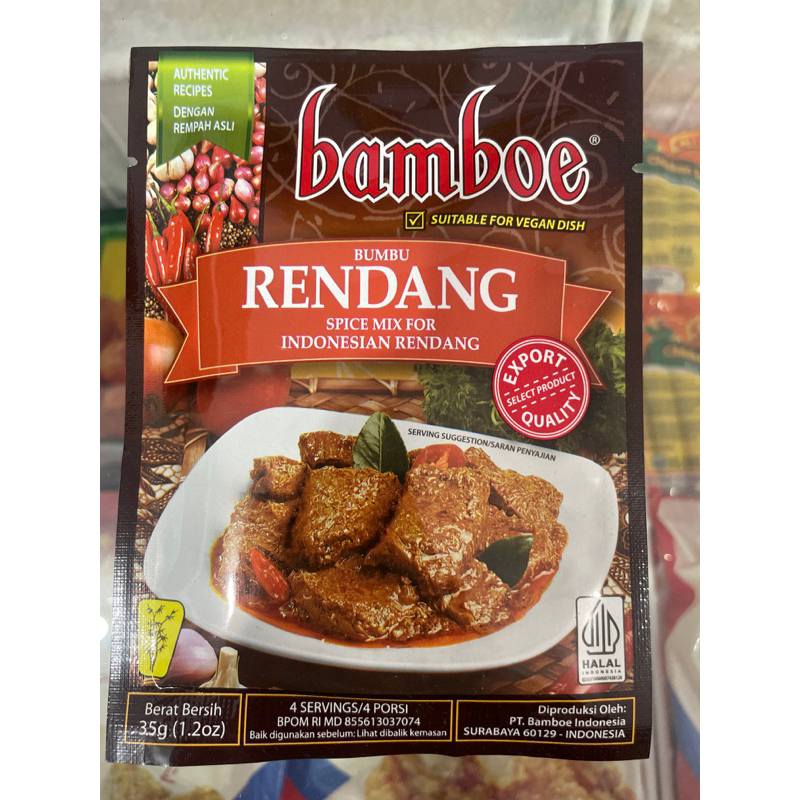 AUTHENTIC
RECIPES
DENGAN
REMPAH ASLI
bamboe®
SUITABLE FOR VEGAN DISH
BUMBU
RENDANG
SPICE MIX FOR
INDONESIAN RENDANG
EXPORT
SELECT PRODUCT
QUALITY
SERVING SUGGESTION/SARAN PENYAJIAN
HALAL
INDONESIA
Berat Bersih
35g (1.2oz)
4 SERVINGS/4 PORSI
BPOM RI MD 855613037074
Baik digunakan sebelum: Lihat dibalik kemasan
Diproduksi Oleh:
PT. Bamboe Indonesia
SURABAYA 60129 - INDONESIA